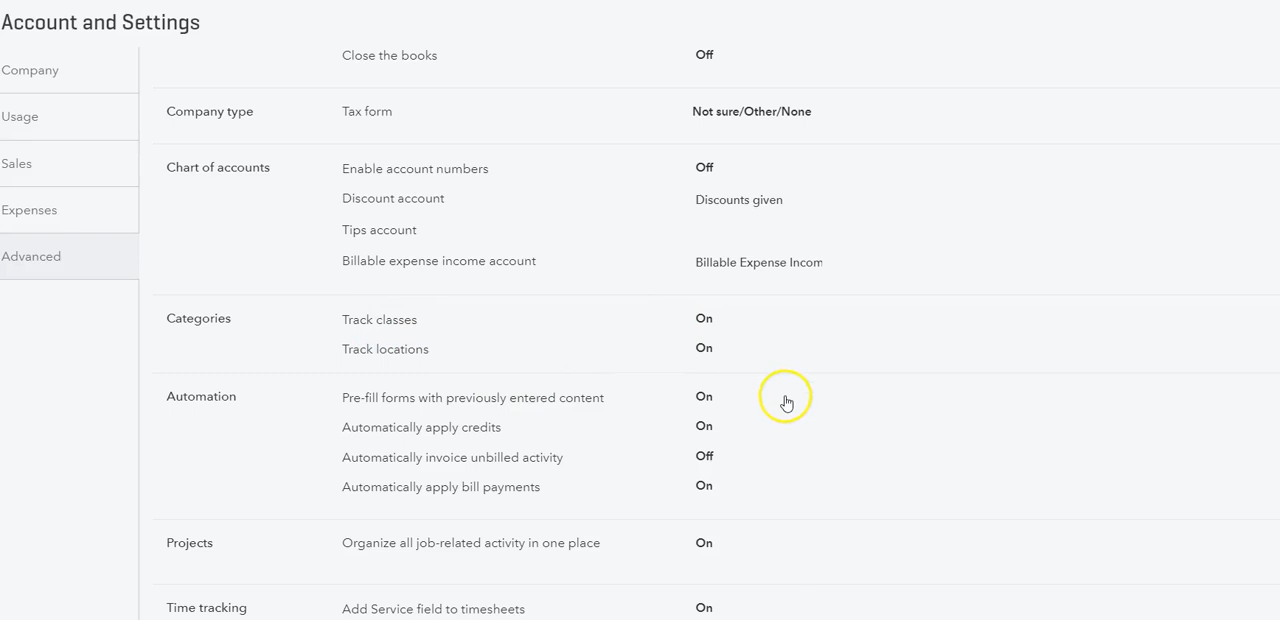 Account and Settings
Close the books Off
Company
Company type Tax form Not sure/Other/None
Usage
Sales
Chart of accounts Enable account numbers Off
Discount account Discounts given
Expenses
Tips account
Advanced
Billable expense income account Billable Expense Incom
Categories Track classes On
Track locations On
Automation Pre-fill forms with previously entered content On
Automatically apply credits On
Automatically invoice unbilled activity Off
Automatically apply bill payments On
Projects Organize all job-related activity in one place On
Time tracking Add Service field to timesheets On